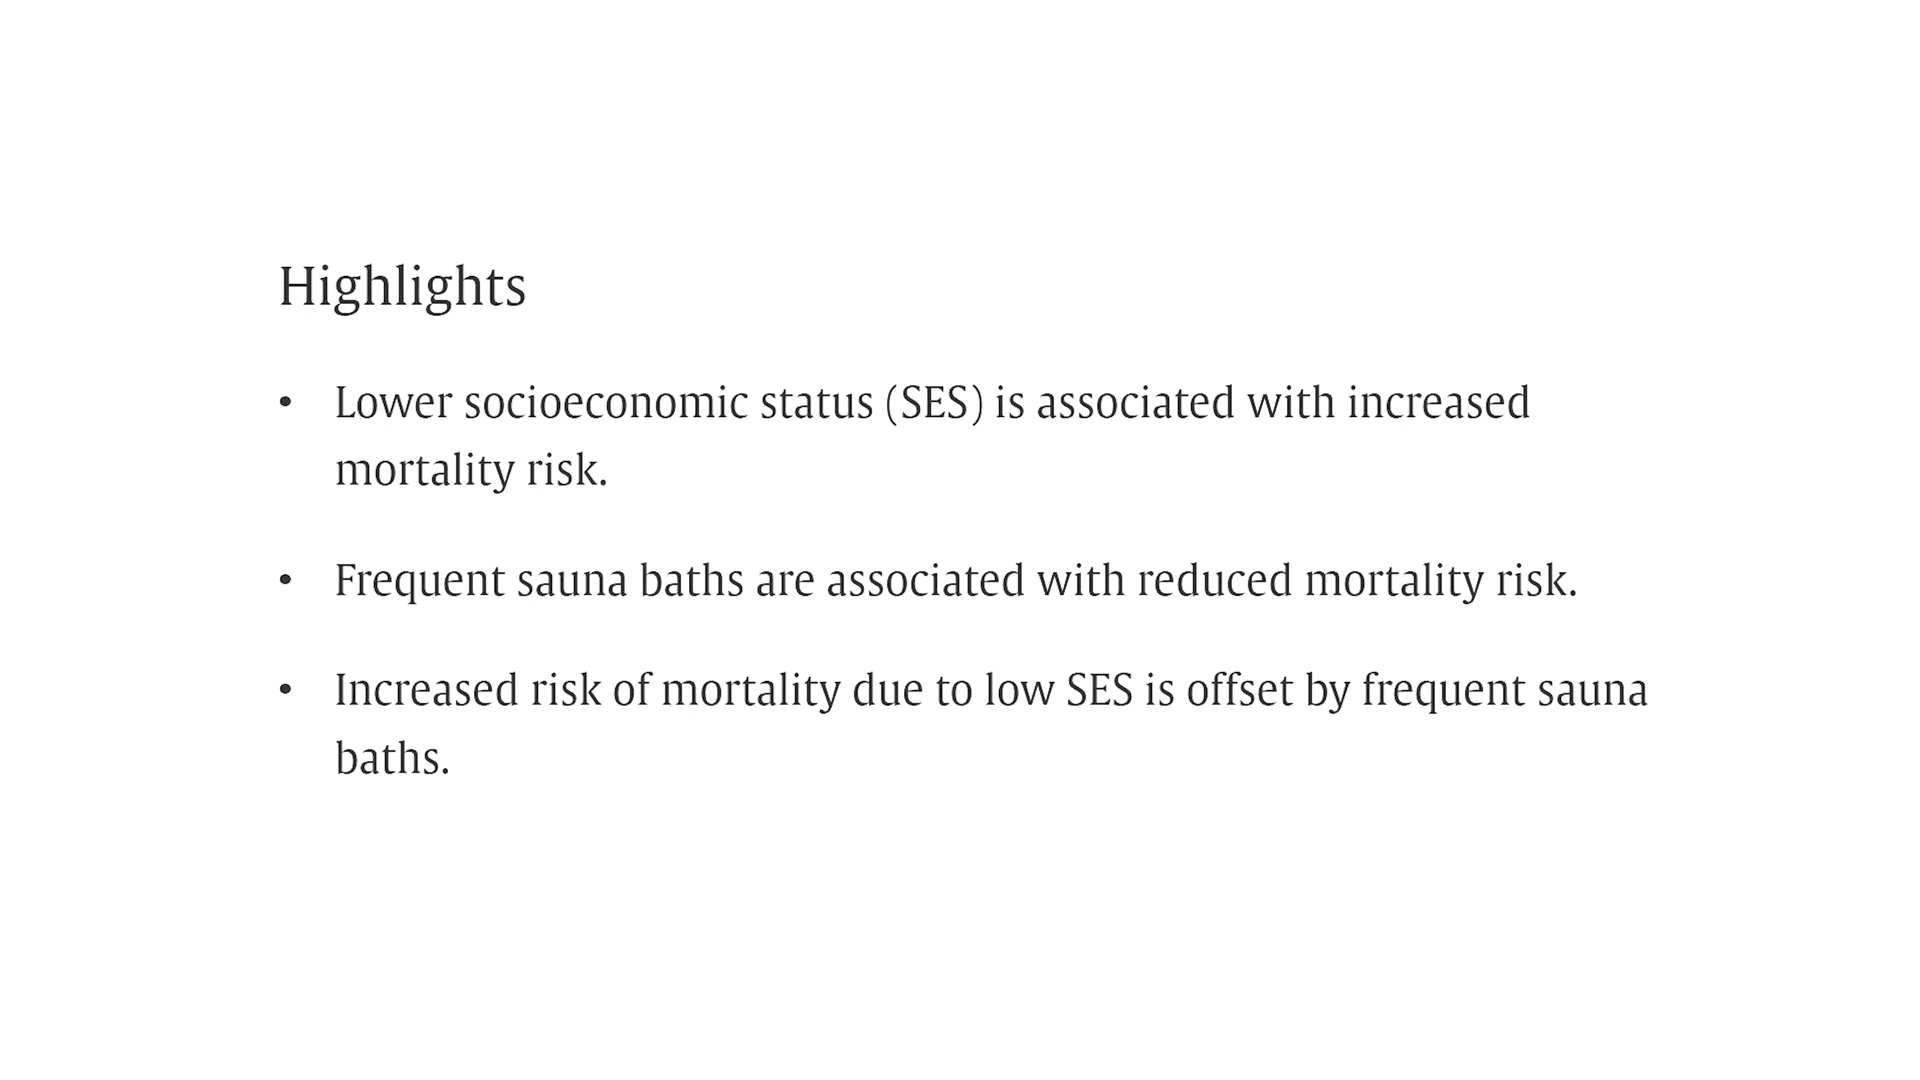 Highlights
• Lower socioeconomic status (SES) is associated with increased
mortality risk.
• Frequent sauna baths are associated with reduced mortality risk.
• Increased risk of mortality due to low SES is offset by frequent sauna
baths.